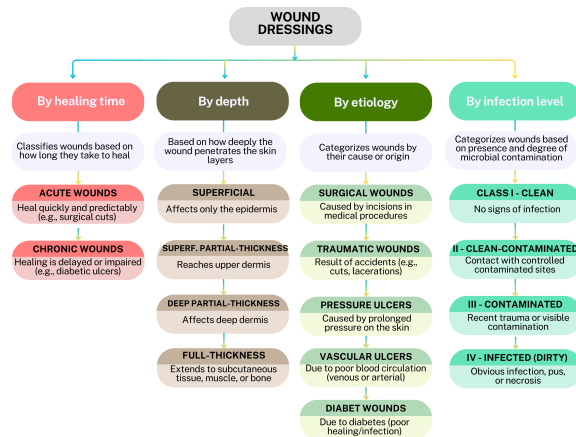 WOUND
DRESSINGS
By healing time
Classifies wounds based on
how long they take to heal
ACUTE WOUNDS
Heal quickly and predictably
(e.g., surgical cuts)
CHRONIC WOUNDS
Healing is delayed or impaired
(e.g., diabetic ulcers)
By depth
Based on how deeply the
wound penetrates the skin
layers
SUPERFICIAL
Affects only the epidermis
SUPERF. PARTIAL-THICKNESS
Reaches upper dermis
DEEP PARTIAL-THICKNESS
Affects deep dermis
FULL-THICKNESS
Extends to subcutaneous
tissue, muscle, or bone
By etiology
Categorizes wounds by
their cause or origin
SURGICAL WOUNDS
Caused by incisions in
medical procedures
TRAUMATIC WOUNDS
Result of accidents (e.g.,
cuts, lacerations)
PRESSURE ULCERS
Caused by prolonged
pressure on the skin
VASCULAR ULCERS
Due to poor blood circulation
(venous or arterial)
DIABET WOUNDS
Due to diabetes (poor
healing/infection)
By infection level
Categorizes wounds based
on presence and degree of
microbial contamination
CLASS I - CLEAN
No signs of infection
II - CLEAN-CONTAMINATED
Contact with controlled
contaminated sites
III - CONTAMINATED
Recent trauma or visible
contamination
IV - INFECTED (DIRTY)
Obvious infection, pus,
or necrosis